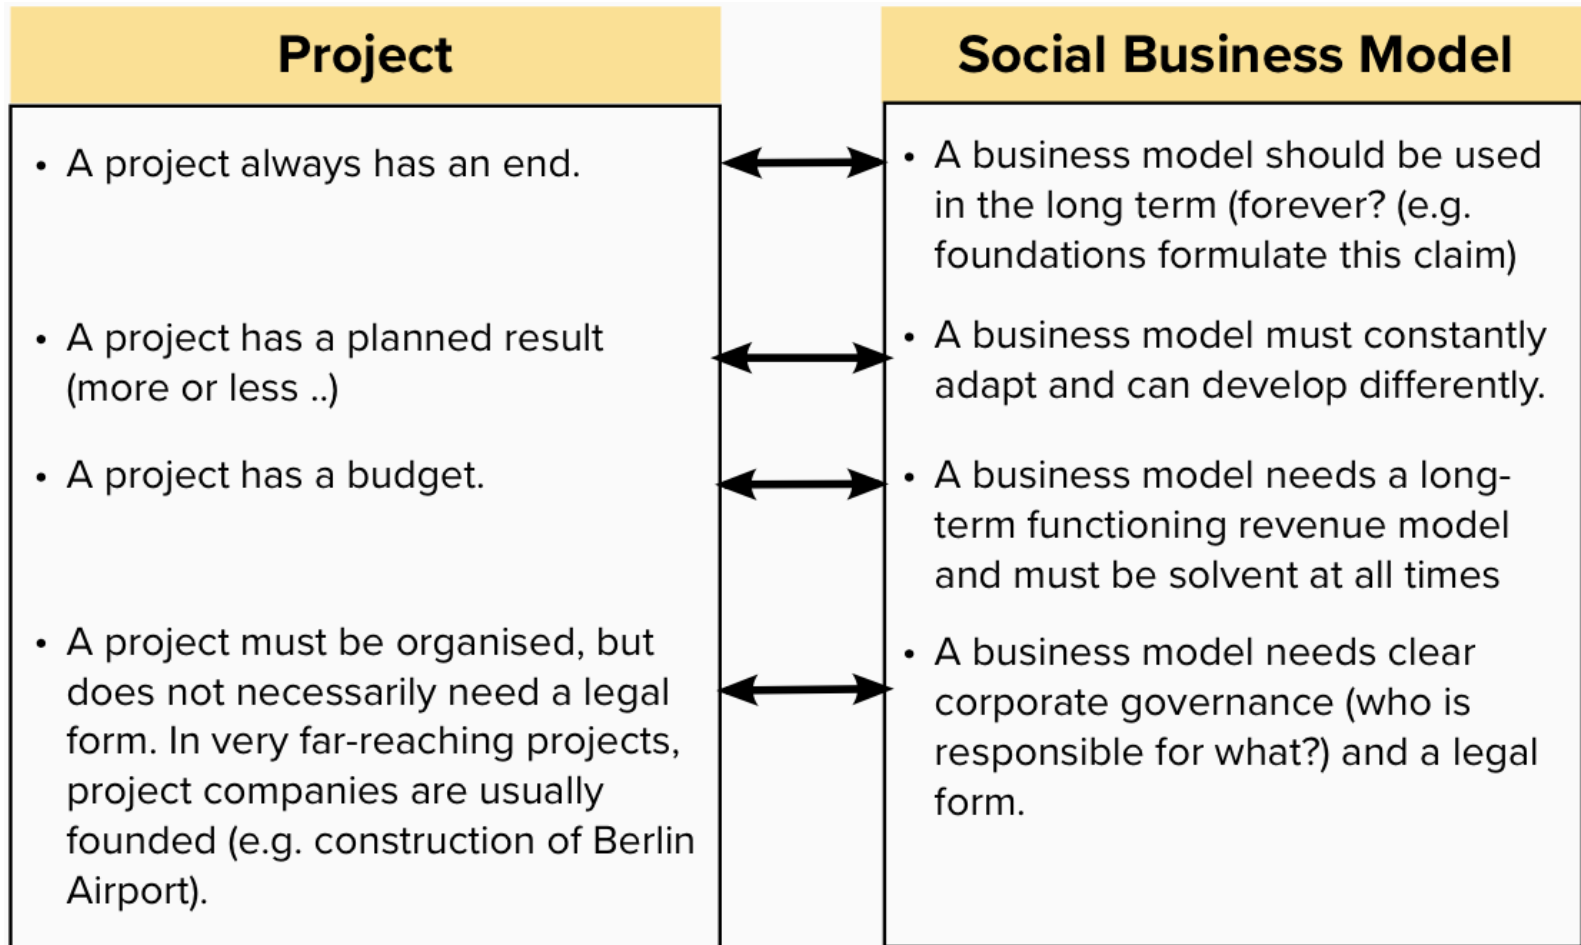 Project
• A project always has an end.
• A project has a planned result
(more or less ..)
• A project has a budget.
• A project must be organised, but
does not necessarily need a legal
form. In very far-reaching projects,
project companies are usually
founded (e.g. construction of Berlin
Airport).
Social Business Model
• A business model should be used
in the long term (forever? (e.g.
foundations formulate this claim)
• A business model must constantly
adapt and can develop differently.
• A business model needs a long-
term functioning revenue model
and must be solvent at all times
• A business model needs clear
corporate governance (who is
responsible for what?) and a legal
form.